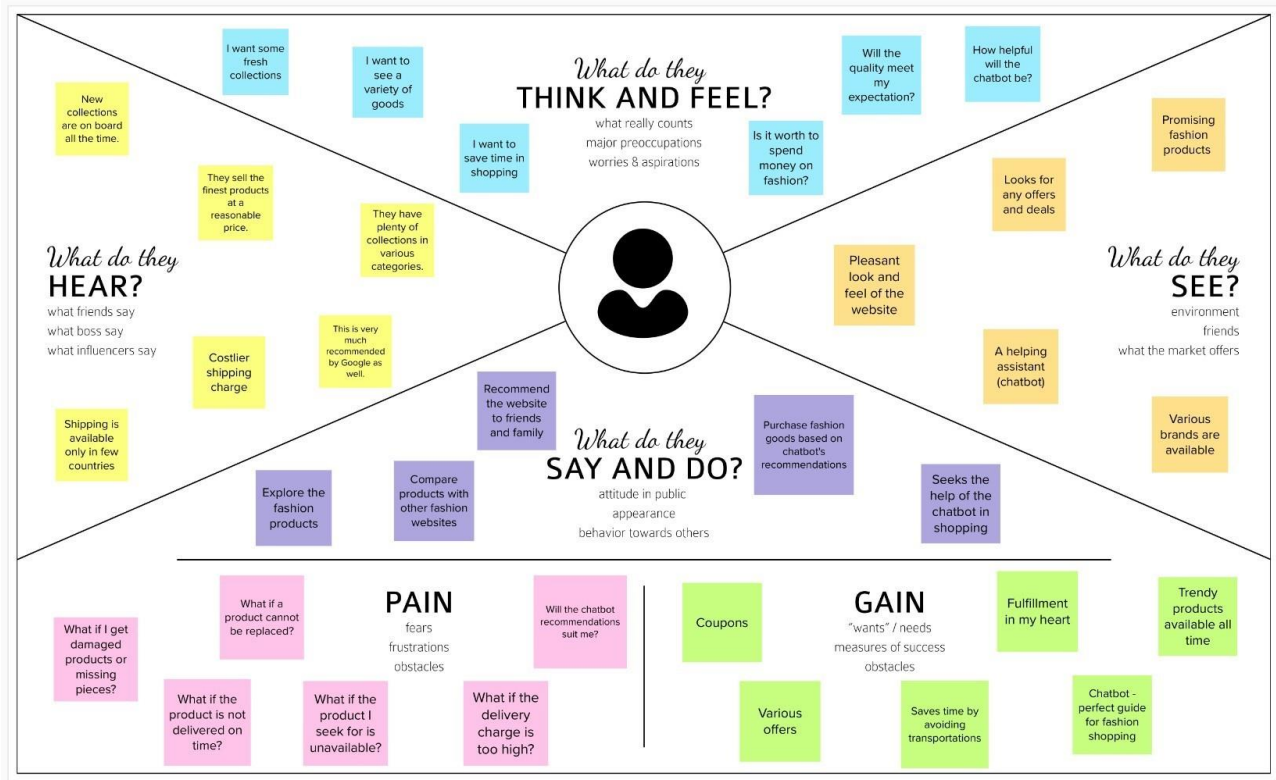 What do they
THINK AND FEEL?
what really counts
major preoccupations
worries & aspirations
I want some
fresh
collections
I want to
see a
variety of
goods
I want to
save time in
shopping
Will the
quality meet
my
expectation?
How helpful
will the
chatbot be?
Is it worth to
spend
money on
fashion?
What do they
HEAR?
what friends say
what boss say
what influencers say
New
collections
are on board
all the time.
They sell the
finest products
at a
reasonable
price.
They have
plenty of
collections in
various
categories.
This is very
much
recommended
by Google as
well.
Costlier
shipping
charge
Shipping is
available
only in few
countries
What do they
SEE?
environment
friends
what the market offers
Promising
fashion
products
Looks for
any offers
and deals
Pleasant
look and
feel of the
website
A helping
assistant
(chatbot)
Various
brands are
available
What do they
SAY AND DO?
attitude in public
appearance
behavior towards others
Recommend
the website
to friends
and family
Explore the
fashion
products
Compare
products with
other fashion
websites
Purchase fashion
goods based on
chatbot's
recommendations
Seeks the
help of the
chatbot in
shopping
PAIN
fears
frustrations
obstacles
What if I get
damaged
products or
missing
pieces?
What if a
product cannot
be replaced?
Will the chatbot
recommendations
suit me?
What if the
product is not
delivered on
time?
What if the
product I
seek for is
unavailable?
What if the
delivery
charge is
too high?
GAIN
"wants" / needs
measures of success
obstacles
Coupons
Fulfillment
in my heart
Trendy
products
available all
time
Various
offers
Saves time by
avoiding
transportations
Chatbot -
perfect guide
for fashion
shopping